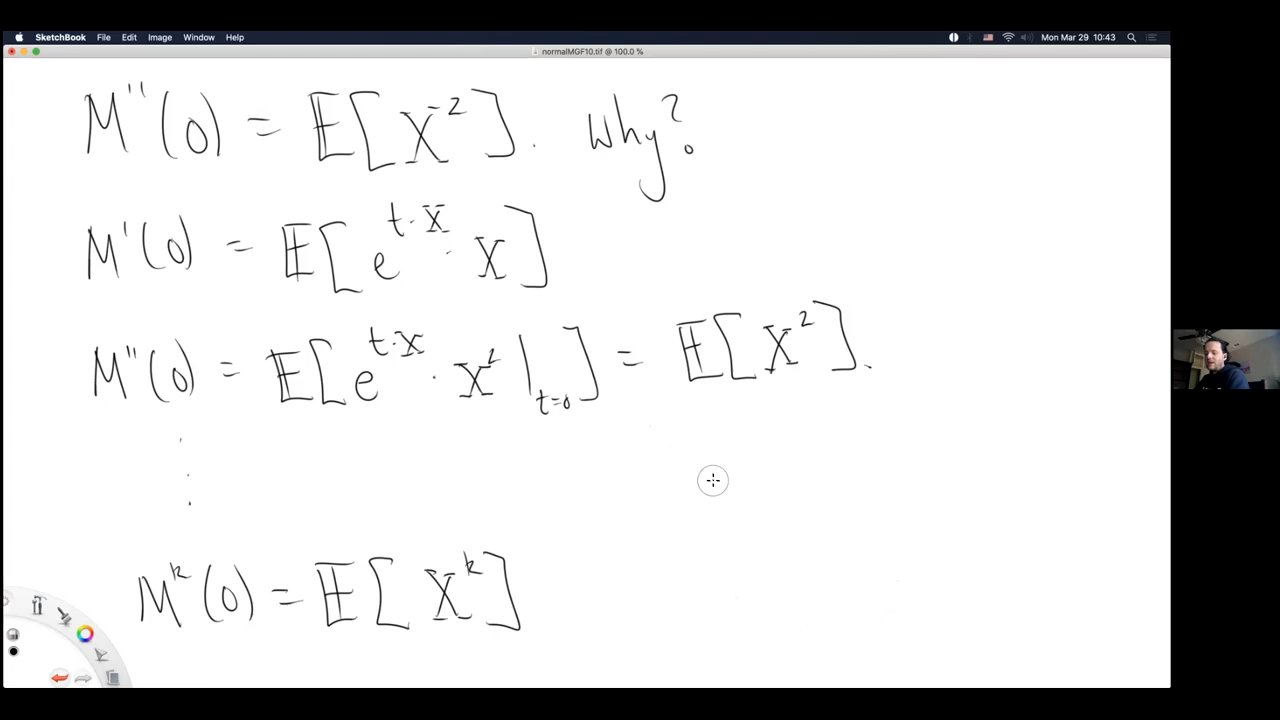 SketchBook File Edit Image Window Help Mon Mar 29 10:43
normalMGF10.tif @ 100.0 %
M''(0) = E[X²]. Why?
M'(0) = E[e^{t·X} · X]
M''(0) = E[e^{t·X} · X² |_{t=0}] = E[X²].
⋮
M^k(0) = E[X^k]